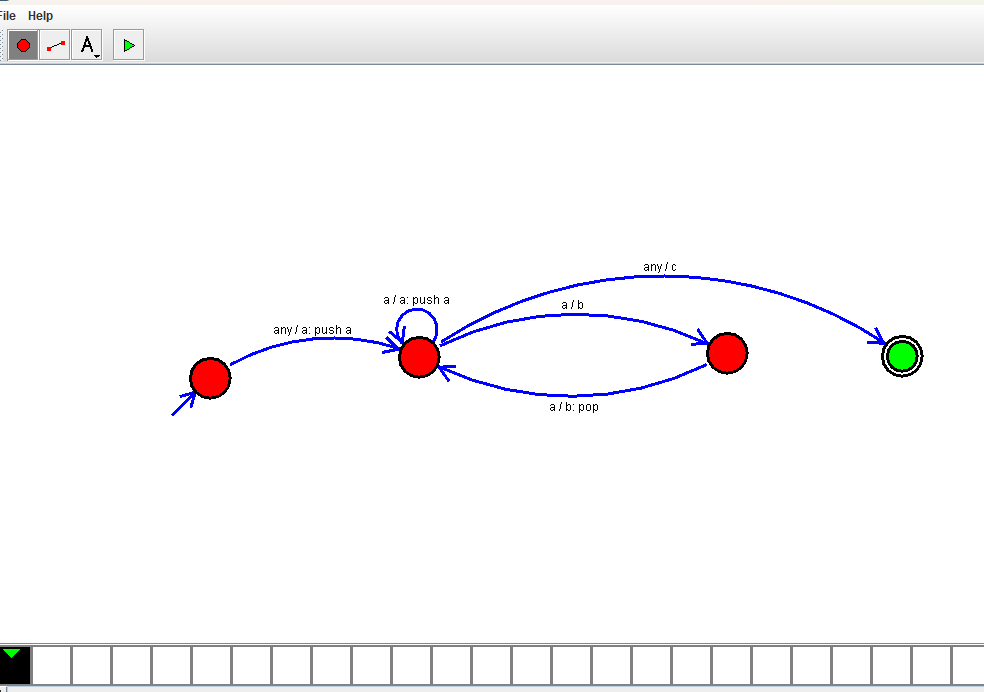 File Help
A
any / c
a / a: push a
a / b
any / a: push a
a / b: pop